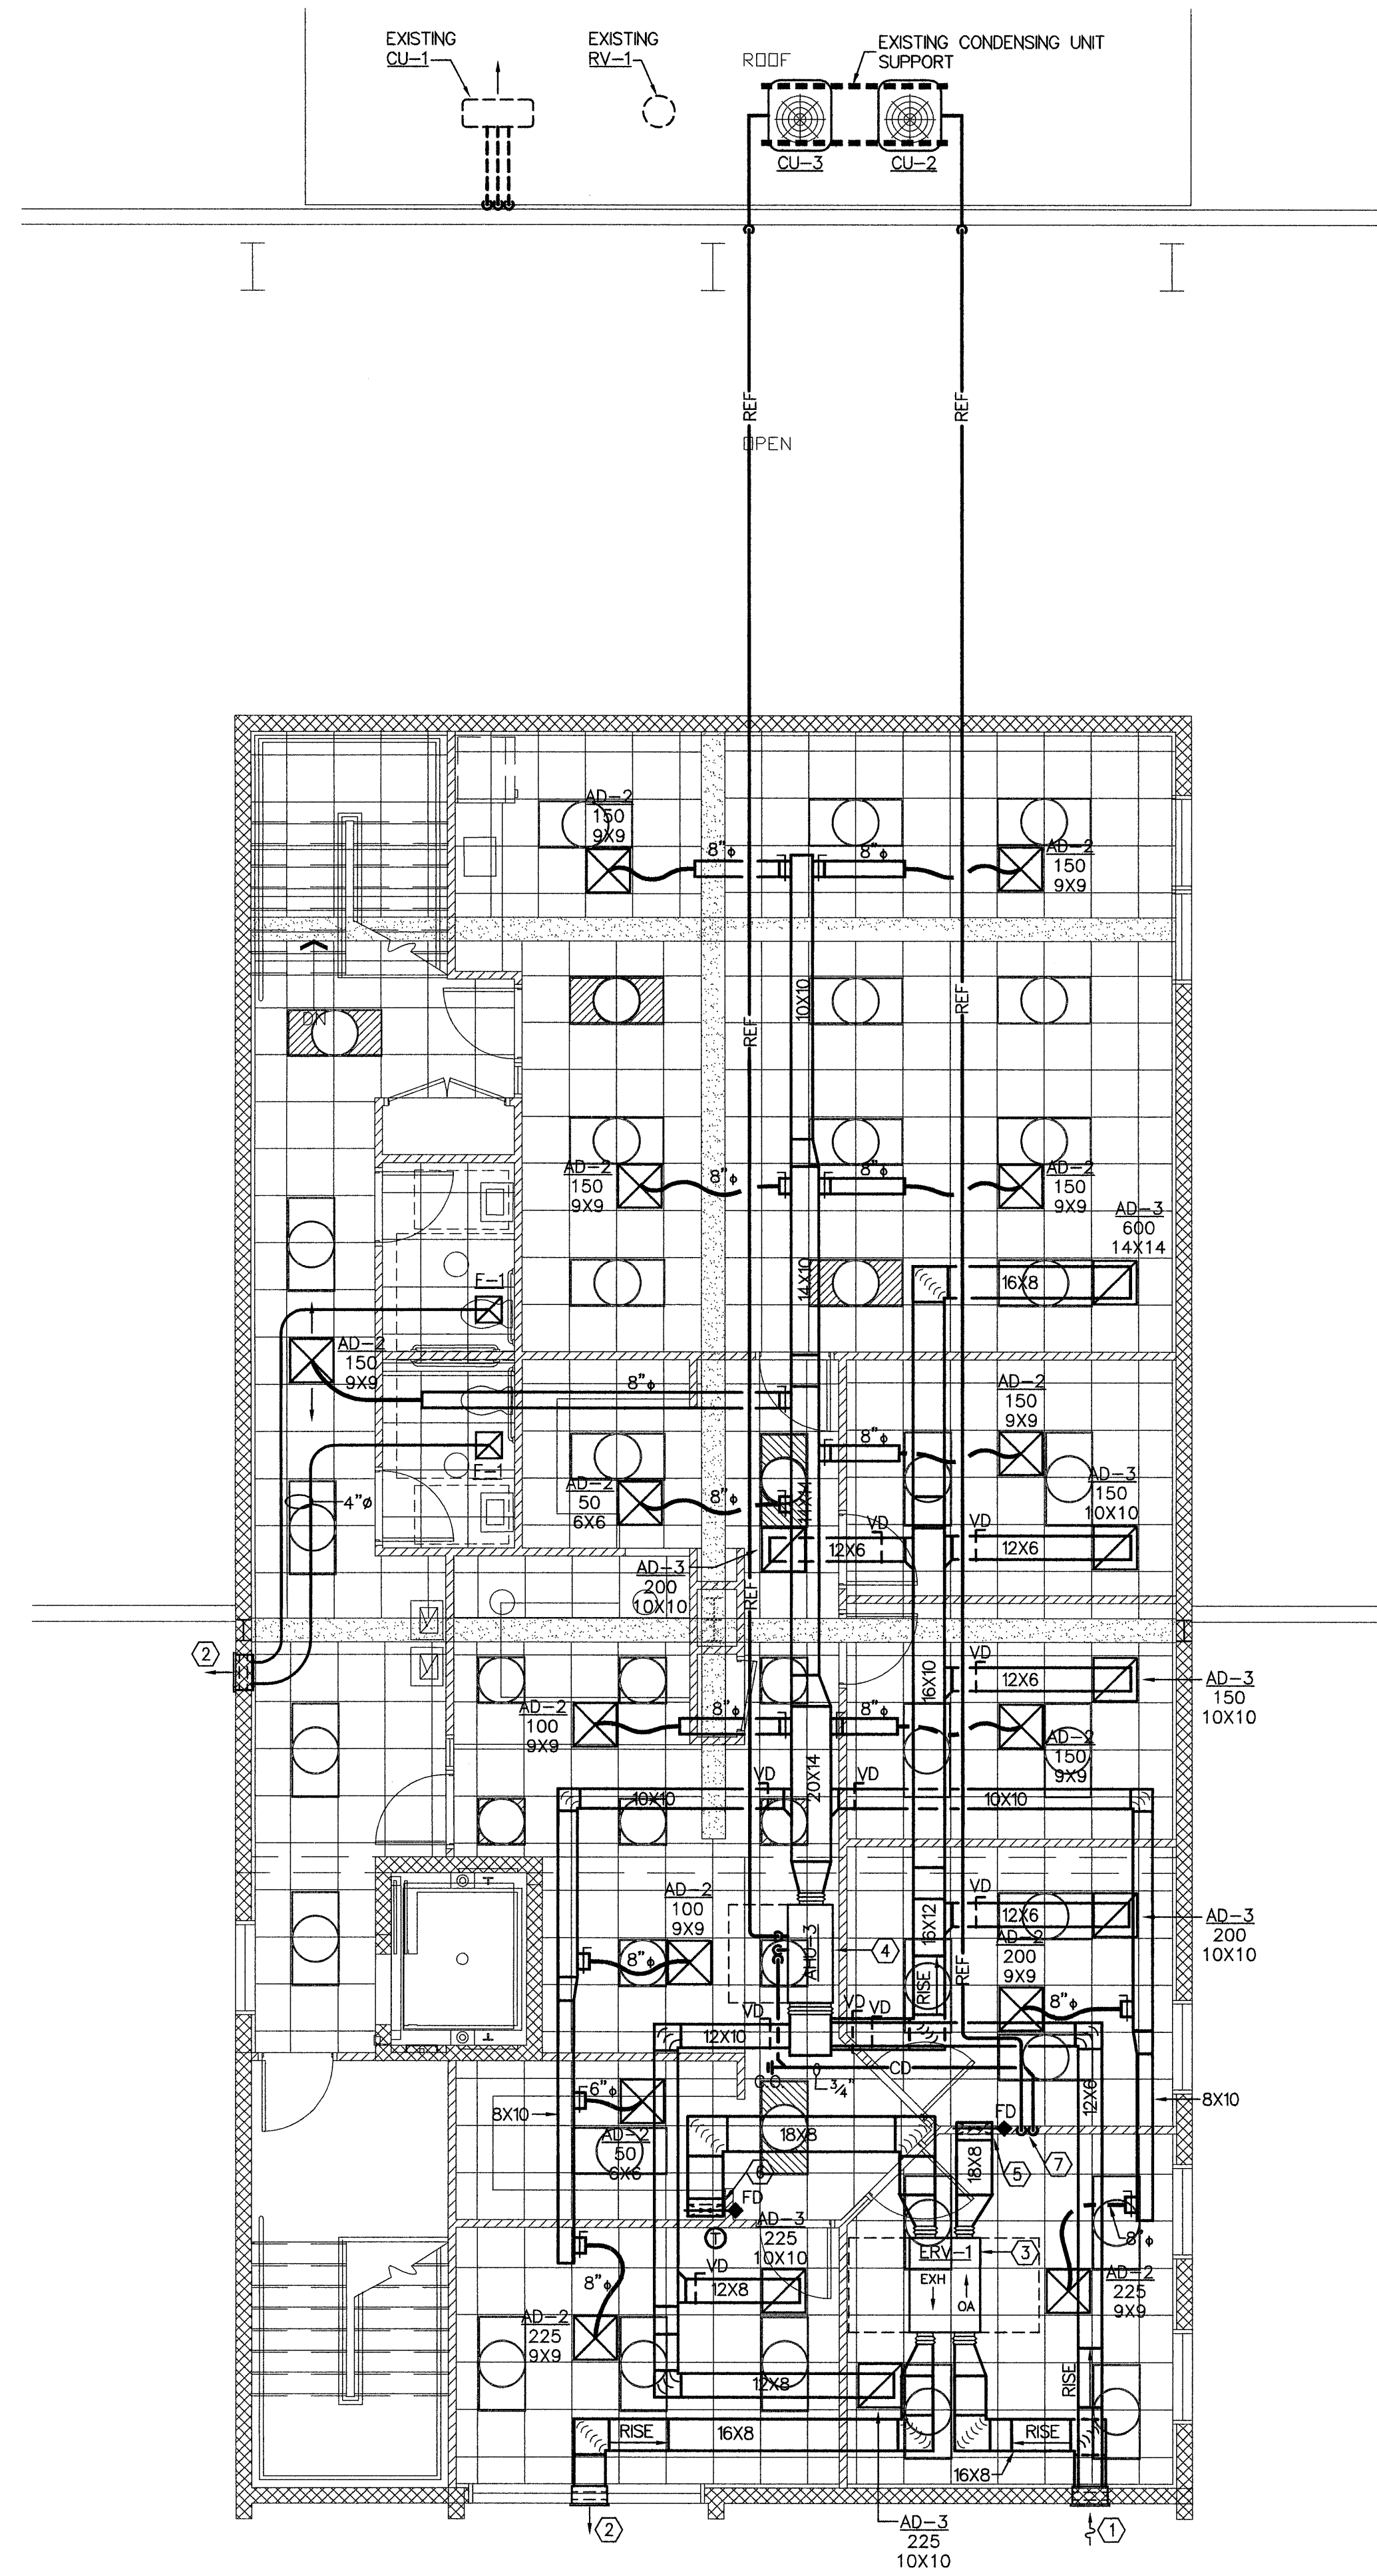 EXISTING
CU-1
EXISTING
RV-1
ROOF
EXISTING CONDENSING UNIT
SUPPORT
CU-3
CU-2
REF
REF
OPEN
AD-2
150
9X9
8"ϕ
8"ϕ
AD-2
150
9X9
10X10
REF
REF
DN
AD-2
150
9X9
8"ϕ
8"ϕ
AD-2
150
9X9
AD-3
600
14X14
14X10
16X8
F-1
AD-2
150
9X9
8"ϕ
AD-2
150
9X9
8"ϕ
F-1
4"ø
AD-2
50
6X6
8"ϕ
14X14
AD-3
150
10X10
VD
VD
12X6
12X6
AD-3
200
10X10
REF
2
VD
12X6
16X10
AD-3
150
10X10
AD-2
100
9X9
8"ϕ
8"ϕ
AD-2
150
9X9
VD
20X14
VD
10X10
10X10
AD-2
100
9X9
VD
12X6
AD-3
200
10X10
16X12
AHU-3
4
AD-2
200
9X9
8"ϕ
RISE
REF
8"ϕ
VD
VD
VD
12X10
C.O.
3/4"
CD
12X6
6"ϕ
8X10
8X10
AD-2
50
6X6
18X8
18X8
FD
5
7
6
FD
T
AD-3
225
10X10
VD
12X8
ERV-1
3
EXH
OA
8"ϕ
AD-2
225
9X9
8"ϕ
AD-2
225
9X9
12X8
RISE
RISE
16X8
RISE
16X8
2
AD-3
225
10X10
1